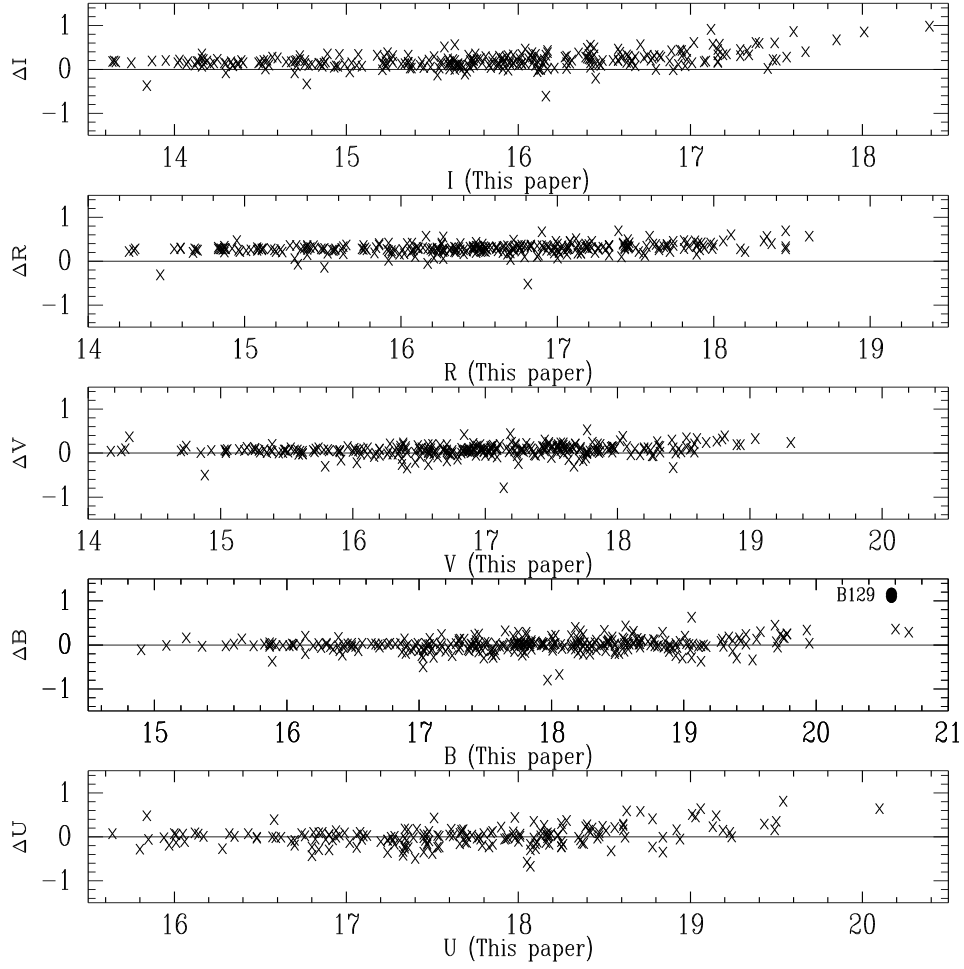 1
0
−1
ΔI
14 15 16 17 18
I (This paper)
1
0
−1
ΔR
14 15 16 17 18 19
R (This paper)
1
0
−1
ΔV
14 15 16 17 18 19 20
V (This paper)
1
0
−1
ΔB
B129
15 16 17 18 19 20 21
B (This paper)
1
0
−1
ΔU
16 17 18 19 20
U (This paper)